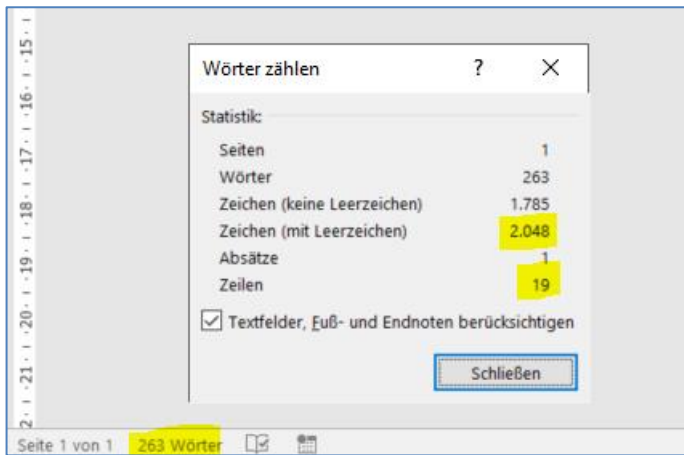 Wörter zählen ? ×
Statistik:
Seiten 1
Wörter 263
Zeichen (keine Leerzeichen) 1.785
Zeichen (mit Leerzeichen) 2.048
Absätze 1
Zeilen 19
Textfelder, Fuß- und Endnoten berücksichtigen
Schließen
15
16
17
18
19
20
21
Seite 1 von 1 263 Wörter